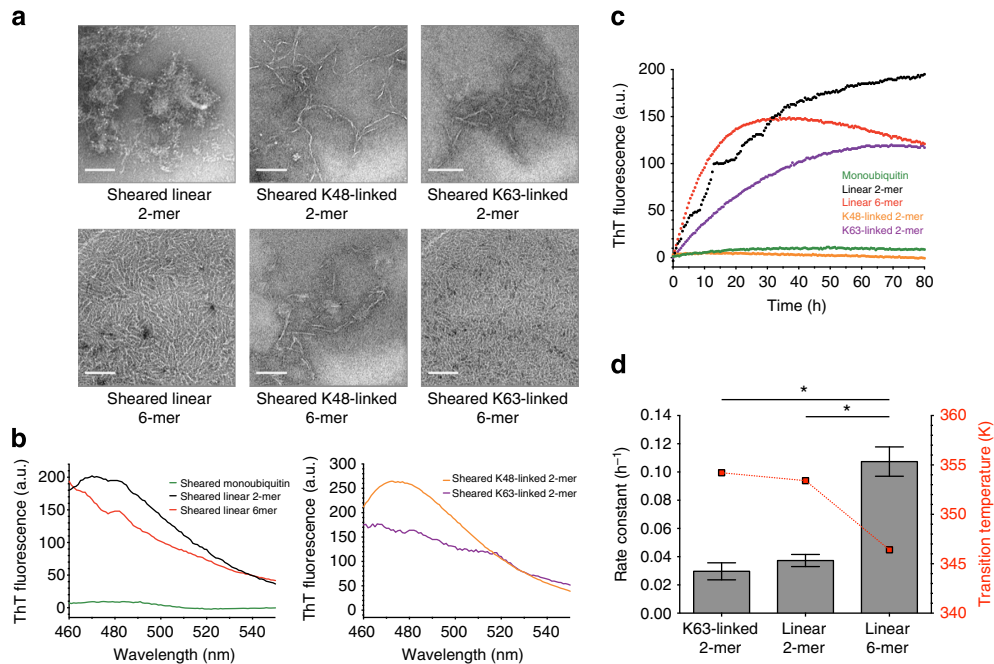 a
Sheared linear
2-mer
Sheared K48-linked
2-mer
Sheared K63-linked
2-mer
Sheared linear
6-mer
Sheared K48-linked
6-mer
Sheared K63-linked
6-mer
b
ThT fluorescence (a.u.)
200
150
100
50
0
460 480 500 520 540
Wavelength (nm)
Sheared monoubiquitin
Sheared linear 2-mer
Sheared linear 6mer
ThT fluorescence (a.u.)
300
250
200
150
100
50
0
460 480 500 520 540
Wavelength (nm)
Sheared K48-linked 2-mer
Sheared K63-linked 2-mer
c
ThT fluorescence (a.u.)
200
150
100
50
0
0 10 20 30 40 50 60 70 80
Time (h)
Monoubiquitin
Linear 2-mer
Linear 6-mer
K48-linked 2-mer
K63-linked 2-mer
d
* 
*
Rate constant (h⁻¹)
0.14
0.12
0.10
0.08
0.06
0.04
0.02
0.00
360
355
350
345
340
Transition temperature (K)
K63-linked
2-mer
Linear
2-mer
Linear
6-mer